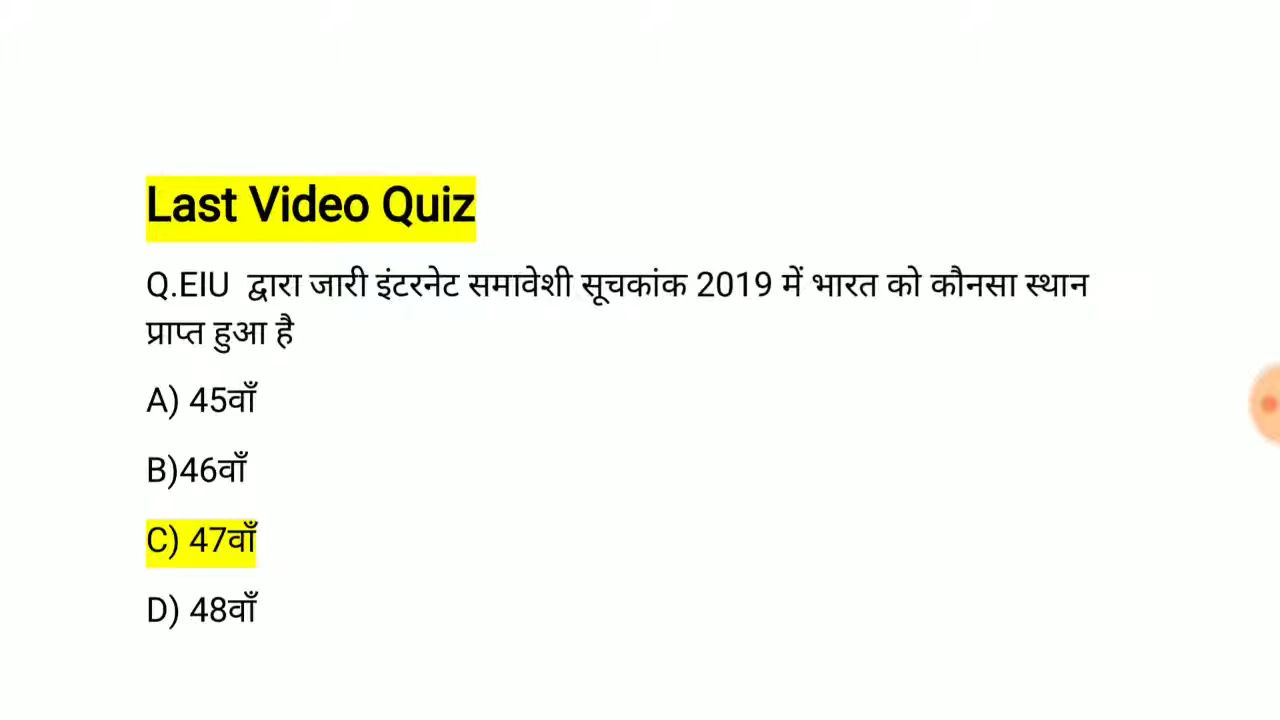 Last Video Quiz
Q.EIU द्वारा जारी इंटरनेट समावेशी सूचकांक 2019 में भारत को कौनसा स्थान
प्राप्त हुआ है
A) 45वाँ
B)46वाँ
C) 47वाँ
D) 48वाँ